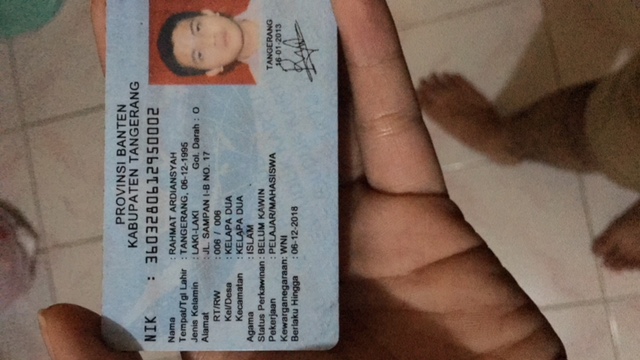 PROVINSI BANTEN
KABUPATEN TANGERANG
NIK : 3603280612950002
Nama : RAHMAT ARDIANSYAH
Tempat/Tgl Lahir : TANGERANG, 06-12-1995
Jenis Kelamin : LAKI-LAKI Gol. Darah : O
Alamat : JL. SAMPAN I-B NO. 17
RT/RW : 006 / 006
Kel/Desa : KELAPA DUA
Kecamatan : KELAPA DUA
Agama : ISLAM
Status Perkawinan : BELUM KAWIN
Pekerjaan : PELAJAR/MAHASISWA
Kewarganegaraan : WNI
Berlaku Hingga : 06-12-2018
TANGERANG
16-01-2013